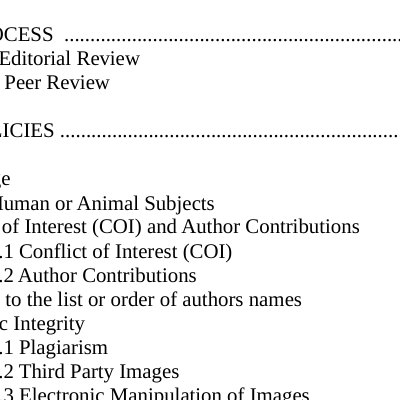 OCESS ................................................................
Editorial Review
Peer Review
LICIES .................................................................
ge
Human or Animal Subjects
of Interest (COI) and Author Contributions
.1 Conflict of Interest (COI)
.2 Author Contributions
to the list or order of authors names
c Integrity
.1 Plagiarism
.2 Third Party Images
.3 Electronic Manipulation of Images